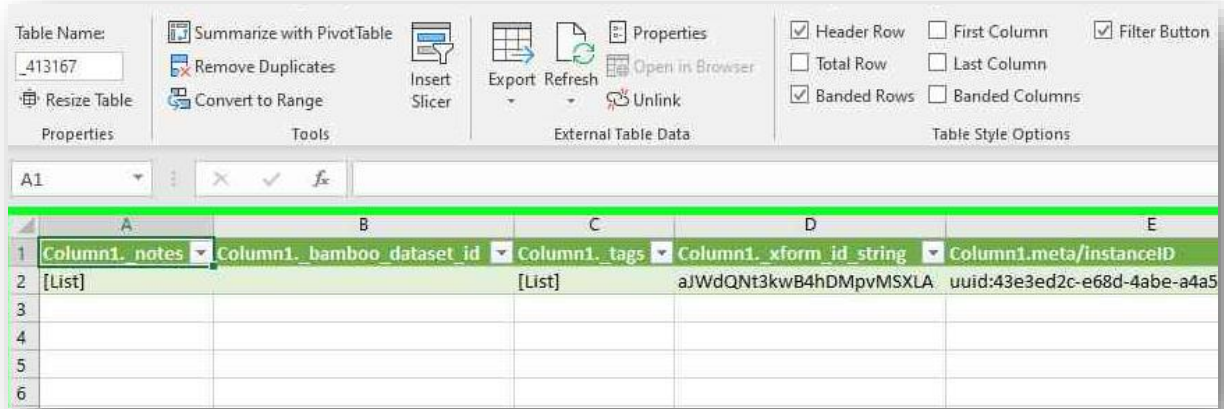 Table Name:
_413167
Resize Table
Properties
Summarize with PivotTable
Remove Duplicates
Convert to Range
Tools
Insert
Slicer
Export
Refresh
Properties
Open in Browser
Unlink
External Table Data
Header Row
First Column
Filter Button
Total Row
Last Column
Banded Rows
Banded Columns
Table Style Options
A1
fx
A B C D E
1 Column1._notes Column1._bamboo_dataset_id Column1._tags Column1._xform_id_string Column1.meta/instanceID
2 [List] [List] aJWdQNt3kwB4hDMpvMSXLA uuid:43e3ed2c-e68d-4abe-a4a5
3
4
5
6